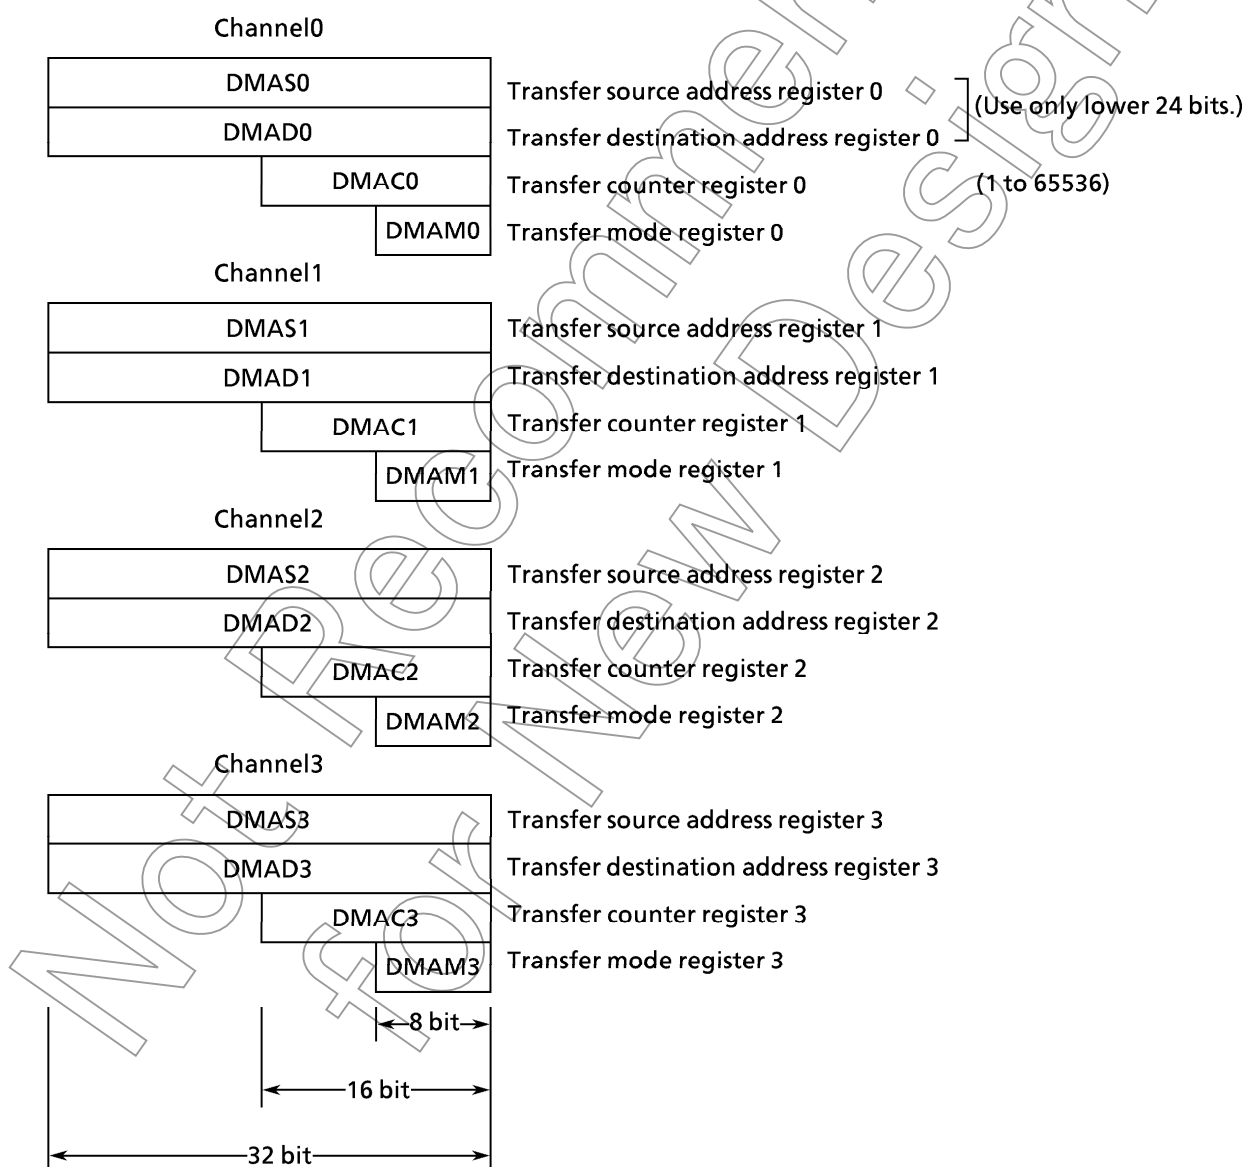 Channel0
DMAS0 Transfer source address register 0 (Use only lower 24 bits.)
DMAD0 Transfer destination address register 0
DMAC0 Transfer counter register 0 (1 to 65536)
DMAM0 Transfer mode register 0
Channel1
DMAS1 Transfer source address register 1
DMAD1 Transfer destination address register 1
DMAC1 Transfer counter register 1
DMAM1 Transfer mode register 1
Channel2
DMAS2 Transfer source address register 2
DMAD2 Transfer destination address register 2
DMAC2 Transfer counter register 2
DMAM2 Transfer mode register 2
Channel3
DMAS3 Transfer source address register 3
DMAD3 Transfer destination address register 3
DMAC3 Transfer counter register 3
DMAM3 Transfer mode register 3
8 bit
16 bit
32 bit
Not Recommen
for New Design